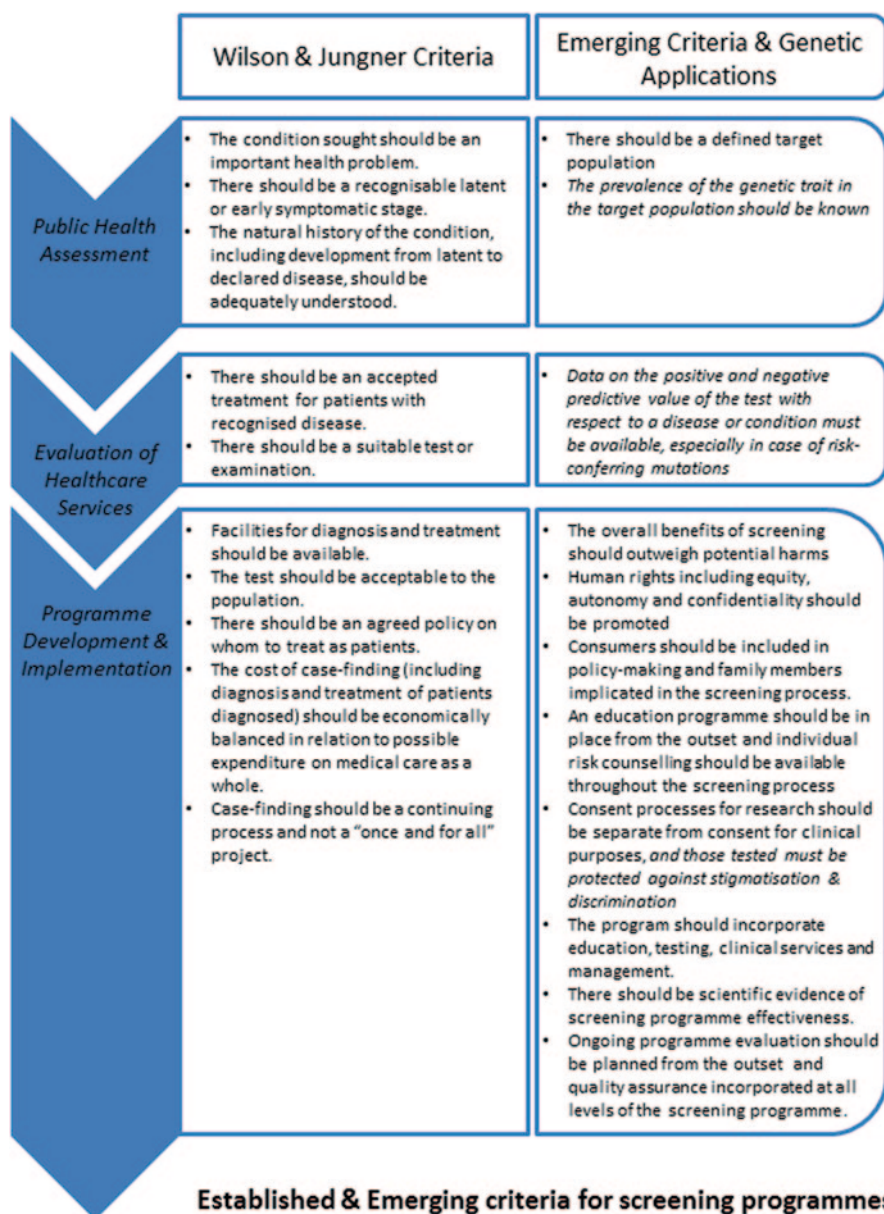 Wilson & Jungner Criteria
Emerging Criteria & Genetic
Applications
Public Health
Assessment
• The condition sought should be an
important health problem.
• There should be a recognisable latent
or early symptomatic stage.
• The natural history of the condition,
including development from latent to
declared disease, should be
adequately understood.
• There should be a defined target
population
• The prevalence of the genetic trait in
the target population should be known
Evaluation of
Healthcare
Services
• There should be an accepted
treatment for patients with
recognised disease.
• There should be a suitable test or
examination.
• Data on the positive and negative
predictive value of the test with
respect to a disease or condition must
be available, especially in case of risk-
conferring mutations
Programme
Development &
Implementation
• Facilities for diagnosis and treatment
should be available.
• The test should be acceptable to the
population.
• There should be an agreed policy on
whom to treat as patients.
• The cost of case-finding (including
diagnosis and treatment of patients
diagnosed) should be economically
balanced in relation to possible
expenditure on medical care as a
whole.
• Case-finding should be a continuing
process and not a “once and for all”
project.
• The overall benefits of screening
should outweigh potential harms
• Human rights including equity,
autonomy and confidentiality should
be promoted
• Consumers should be included in
policy-making and family members
implicated in the screening process.
• An education programme should be in
place from the outset and individual
risk counselling should be available
throughout the screening process
• Consent processes for research should
be separate from consent for clinical
purposes, and those tested must be
protected against stigmatisation &
discrimination
• The program should incorporate
education, testing, clinical services and
management.
• There should be scientific evidence of
screening programme effectiveness.
• Ongoing programme evaluation should
be planned from the outset and
quality assurance incorporated at all
levels of the screening programme.
Established & Emerging criteria for screening programmes